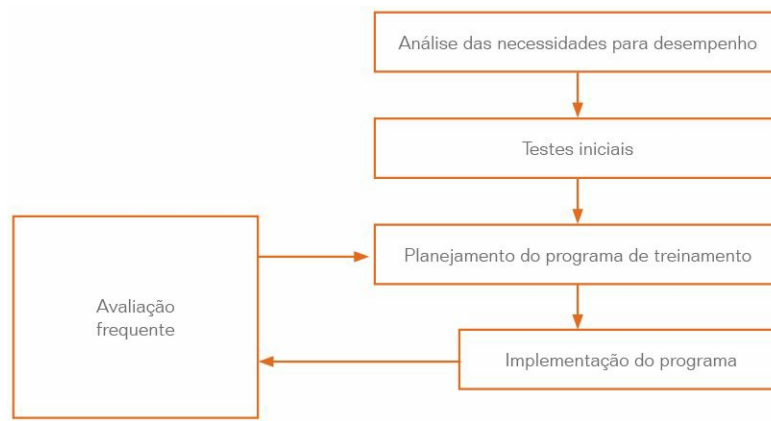 Análise das necessidades para desempenho
Testes iniciais
Planejamento do programa de treinamento
Avaliação
frequente
Implementação do programa